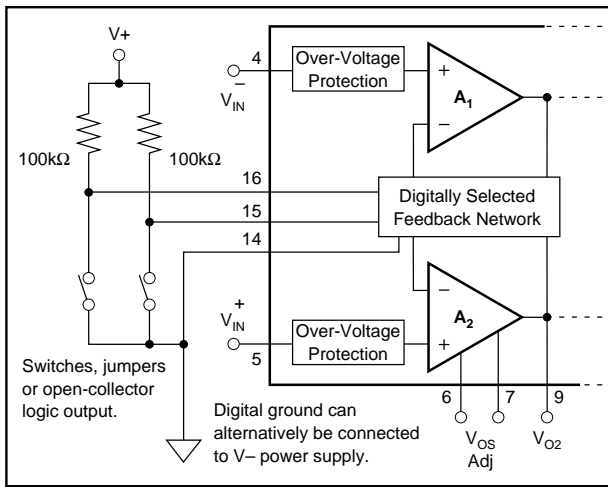 V+
100kΩ
100kΩ
4
V–IN
Over-Voltage
Protection
+
A1
–
16
15
14
Digitally Selected
Feedback Network
–
A2
+
V+IN
5
Over-Voltage
Protection
6
7
9
VOS
Adj
VO2
Switches, jumpers
or open-collector
logic output.
Digital ground can
alternatively be connected
to V– power supply.